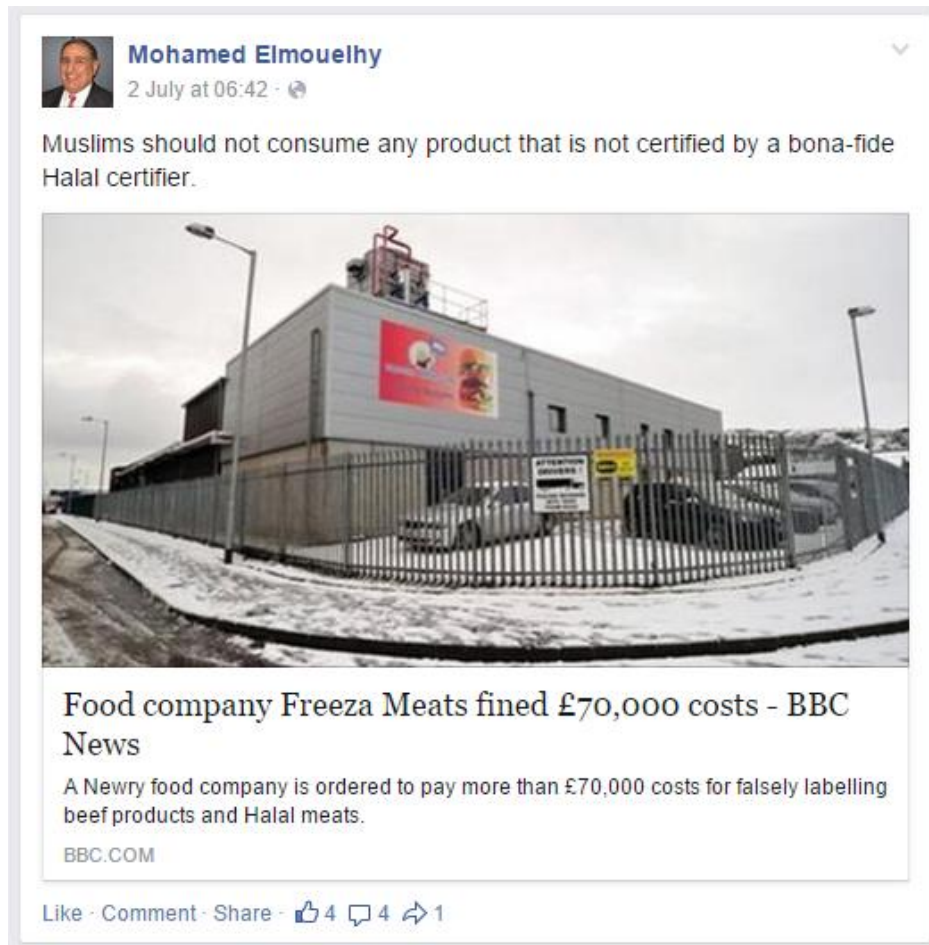 Mohamed Elmouelhy
2 July at 06:42 ·
Muslims should not consume any product that is not certified by a bona-fide
Halal certifier.
ATTENTION
DRIVERS !
Food company Freeza Meats fined £70,000 costs - BBC
News
A Newry food company is ordered to pay more than £70,000 costs for falsely labelling
beef products and Halal meats.
BBC.COM
Like · Comment · Share · 4 4 1